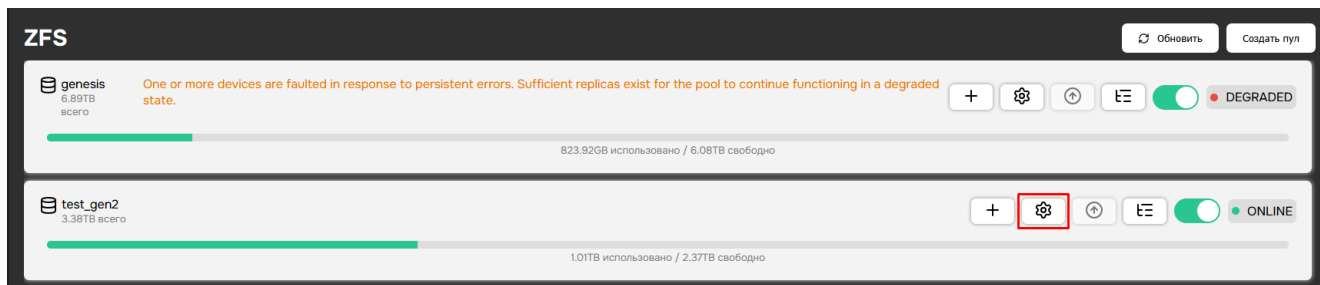 ZFS
Обновить
Создать пул
genesis
6.89TB
всего
One or more devices are faulted in response to persistent errors. Sufficient replicas exist for the pool to continue functioning in a degraded
state.
DEGRADED
823.92GB использовано / 6.08TB свободно
test_gen2
3.38TB всего
ONLINE
1.01TB использовано / 2.37TB свободно